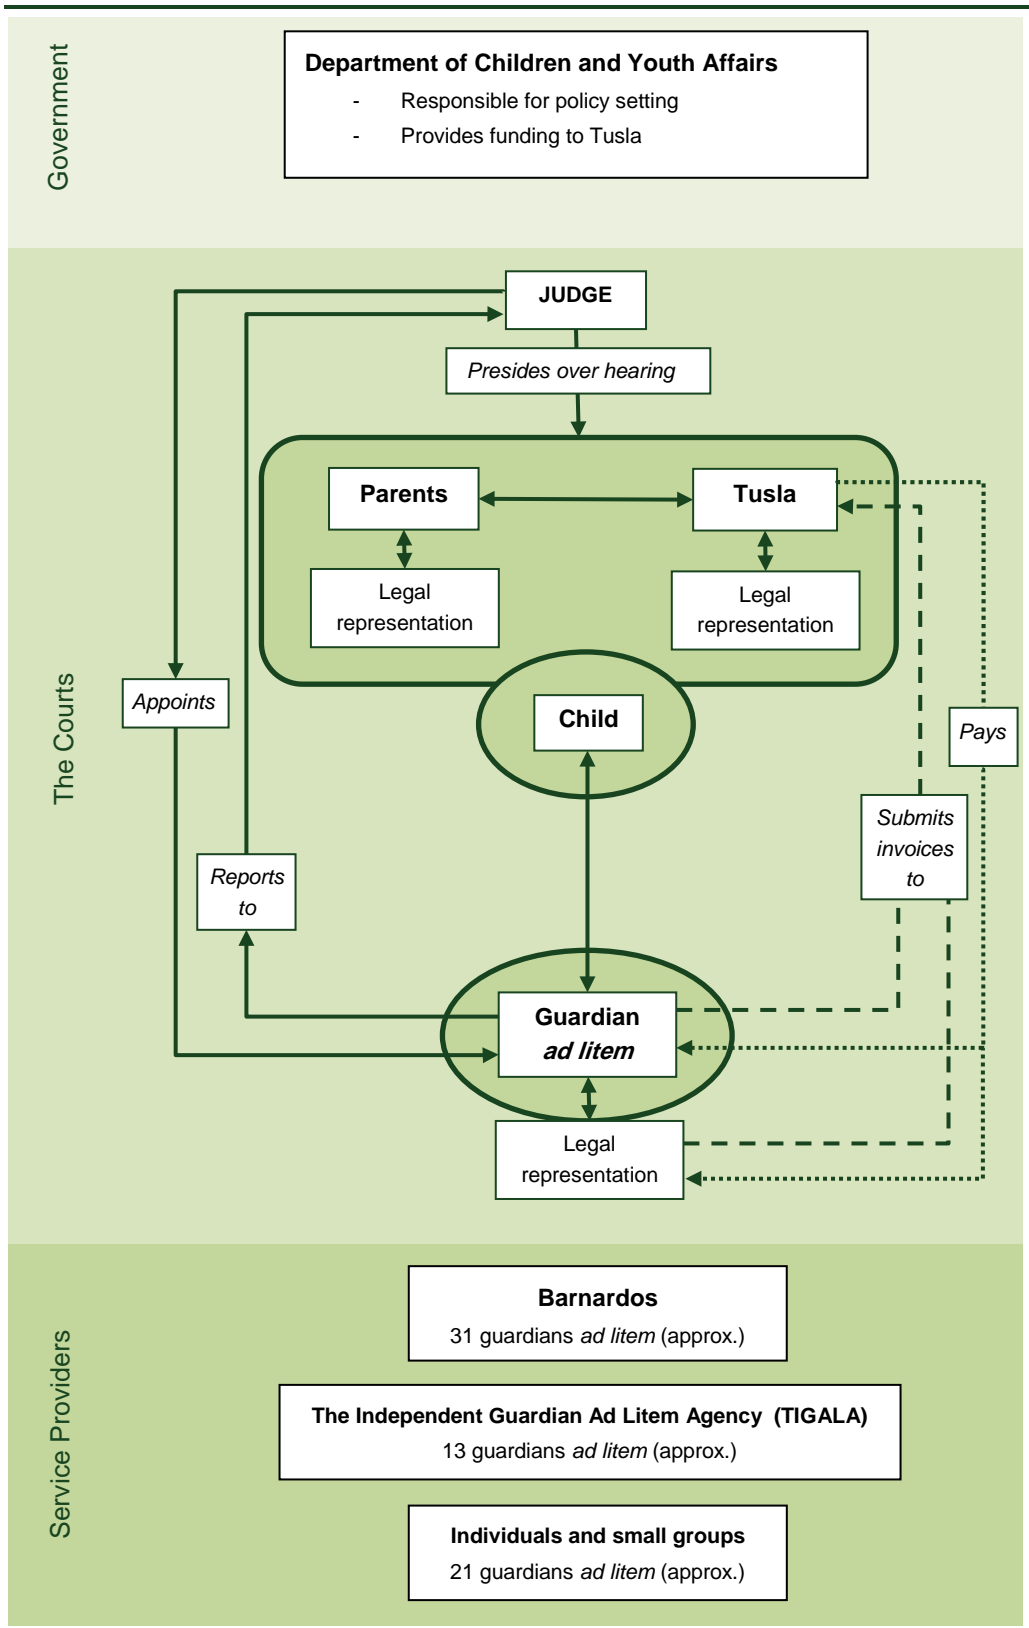 Government
Department of Children and Youth Affairs
- Responsible for policy setting
- Provides funding to Tusla
The Courts
JUDGE
Presides over hearing
Parents
Tusla
Legal
representation
Legal
representation
Appoints
Child
Pays
Submits
invoices
to
Reports
to
Guardian
ad litem
Legal
representation
Service Providers
Barnardos
31 guardians ad litem (approx.)
The Independent Guardian Ad Litem Agency (TIGALA)
13 guardians ad litem (approx.)
Individuals and small groups
21 guardians ad litem (approx.)